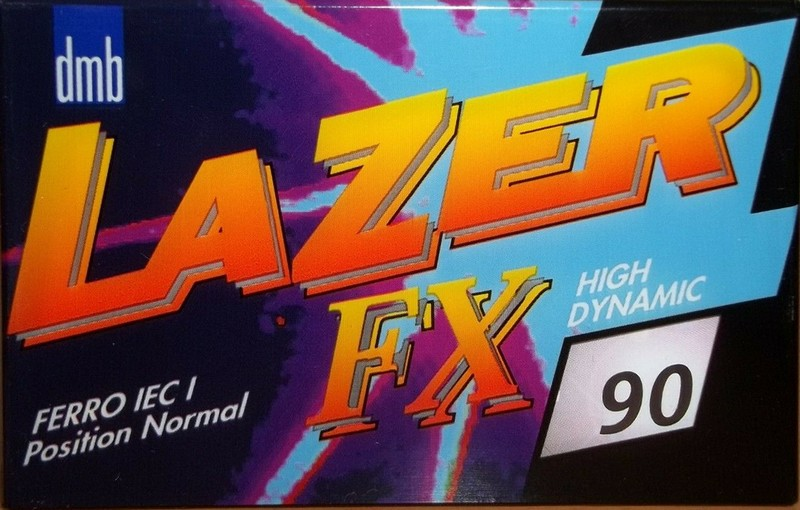 dmb
LAZER
FX
HIGH
DYNAMIC
90
FERRO IEC I
Position Normal